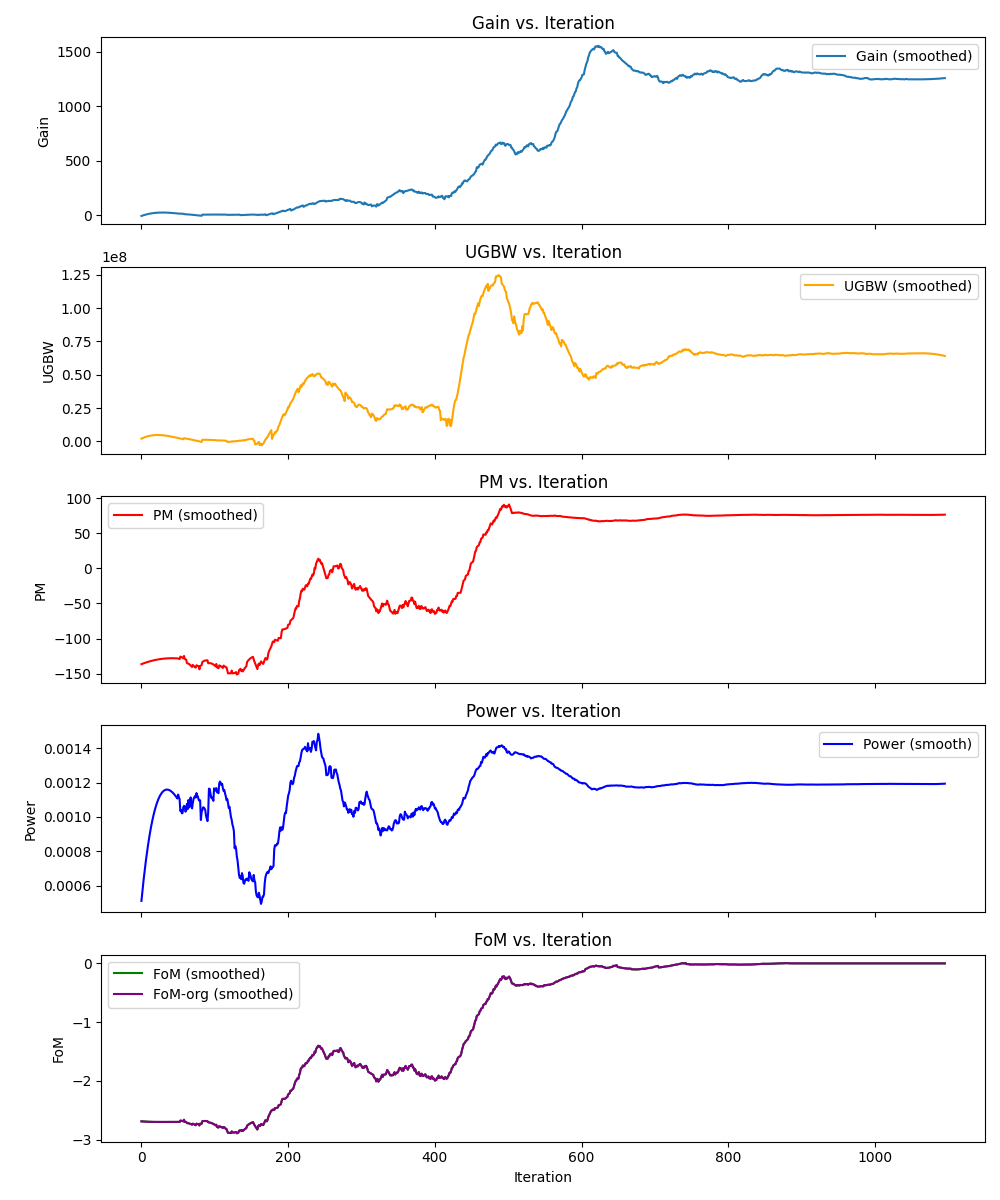 Gain vs. Iteration
Gain (smoothed)
1500
1000
500
0
Gain
UGBW vs. Iteration
1e8
UGBW (smoothed)
1.25
1.00
0.75
0.50
0.25
0.00
UGBW
PM vs. Iteration
PM (smoothed)
100
50
0
−50
−100
−150
PM
Power vs. Iteration
Power (smooth)
0.0014
0.0012
0.0010
0.0008
0.0006
Power
FoM vs. Iteration
FoM (smoothed)
FoM-org (smoothed)
0
−1
−2
−3
FoM
0 200 400 600 800 1000
Iteration